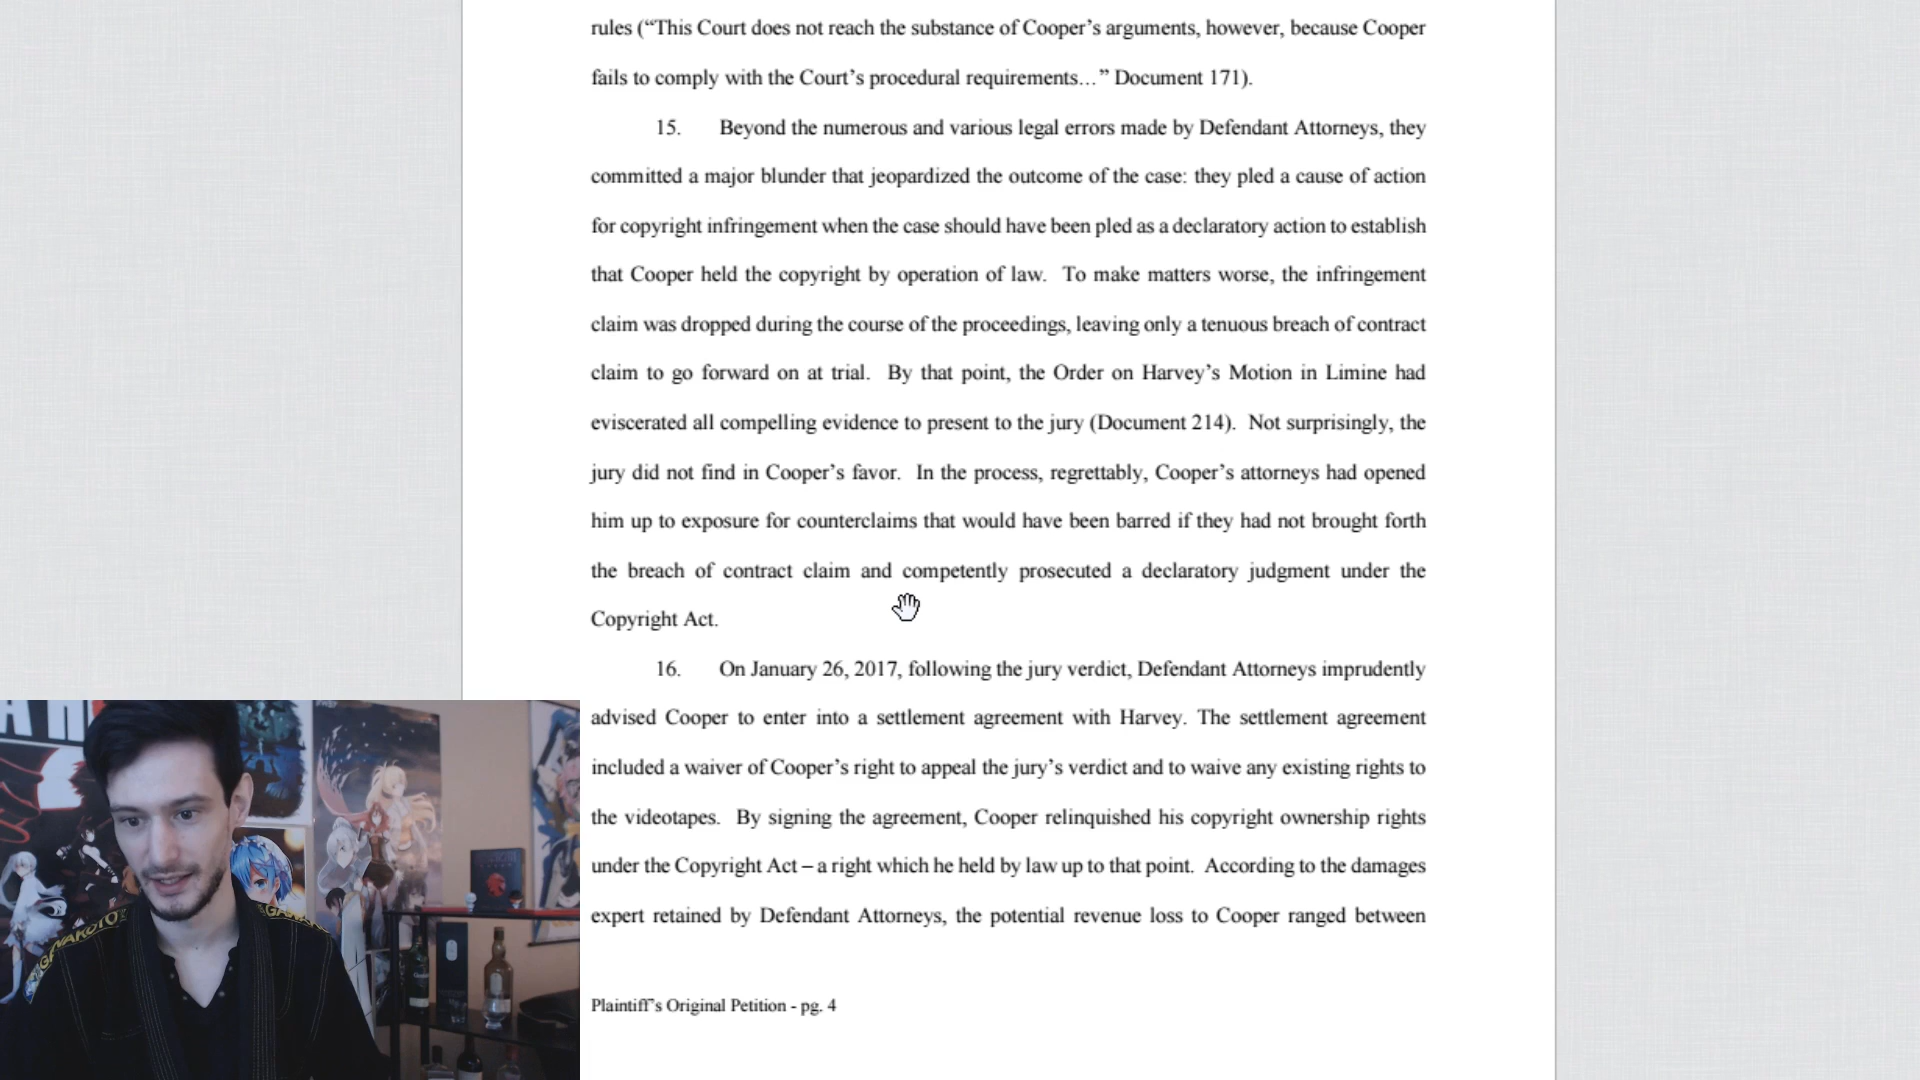 rules (“This Court does not reach the substance of Cooper’s arguments, however, because Cooper
fails to comply with the Court’s procedural requirements…” Document 171).
15. Beyond the numerous and various legal errors made by Defendant Attorneys, they
committed a major blunder that jeopardized the outcome of the case: they pled a cause of action
for copyright infringement when the case should have been pled as a declaratory action to establish
that Cooper held the copyright by operation of law. To make matters worse, the infringement
claim was dropped during the course of the proceedings, leaving only a tenuous breach of contract
claim to go forward on at trial. By that point, the Order on Harvey’s Motion in Limine had
eviscerated all compelling evidence to present to the jury (Document 214). Not surprisingly, the
jury did not find in Cooper’s favor. In the process, regrettably, Cooper’s attorneys had opened
him up to exposure for counterclaims that would have been barred if they had not brought forth
the breach of contract claim and competently prosecuted a declaratory judgment under the
Copyright Act.
16. On January 26, 2017, following the jury verdict, Defendant Attorneys imprudently
advised Cooper to enter into a settlement agreement with Harvey. The settlement agreement
included a waiver of Cooper’s right to appeal the jury’s verdict and to waive any existing rights to
the videotapes. By signing the agreement, Cooper relinquished his copyright ownership rights
under the Copyright Act – a right which he held by law up to that point. According to the damages
expert retained by Defendant Attorneys, the potential revenue loss to Cooper ranged between
Plaintiff’s Original Petition - pg. 4